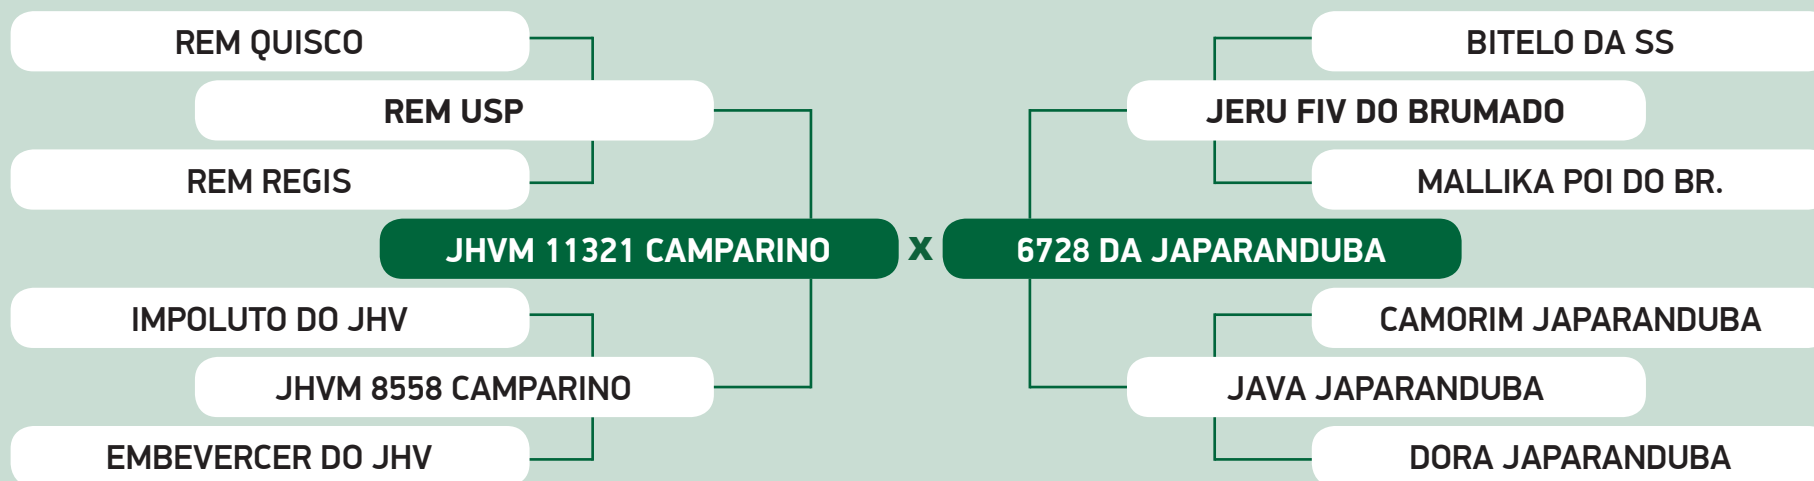 REM QUISCO
BITELO DA SS
REM USP
JERU FIV DO BRUMADO
REM REGIS
MALLIKA POI DO BR.
JHVM 11321 CAMPARINO X 6728 DA JAPARANDUBA
IMPOLUTO DO JHV
CAMORIM JAPARANDUBA
JHVM 8558 CAMPARINO
JAVA JAPARANDUBA
EMBEVERCER DO JHV
DORA JAPARANDUBA